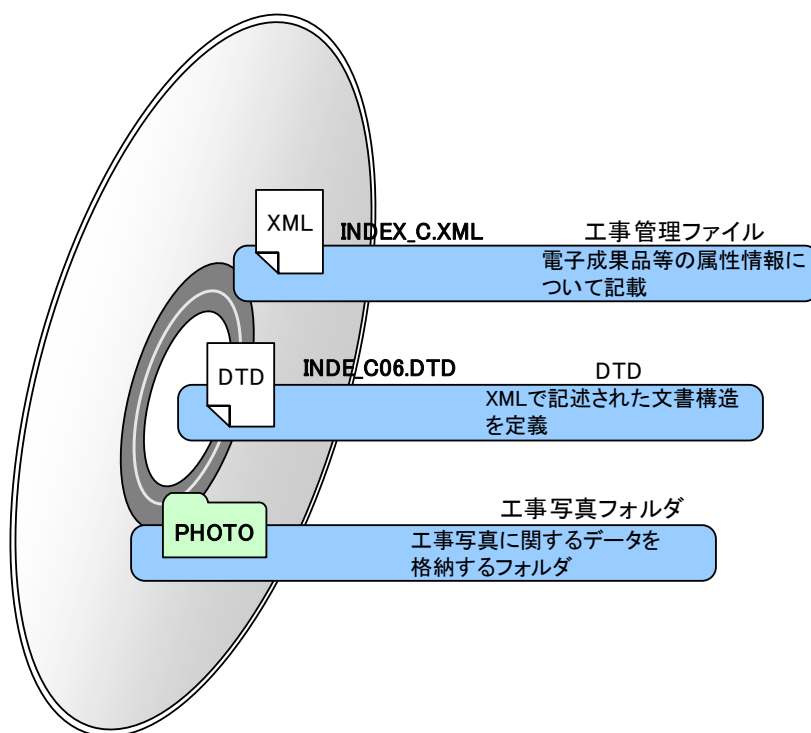 XML
INDEX_C.XML
工事管理ファイル
電子成果品等の属性情報に
ついて記載
DTD
INDE_C06.DTD
DTD
XMLで記述された文書構造
を定義
PHOTO
工事写真フォルダ
工事写真に関するデータを
格納するフォルダ